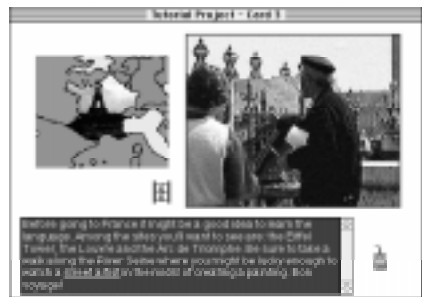 Tutorial Project - Card 3
Before going to France it might be a good idea to learn the
language. Among the sites you'll want to see are the Eiffel
Tower, the Louvre and the Arc de Triomphe. Be sure to take a
walk along the River Seine where you might be lucky enough to
watch a street artist in the midst of creating a painting. Bon
voyage!